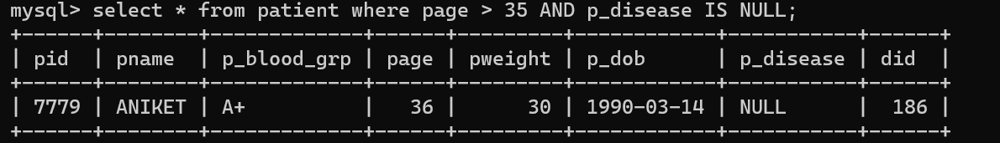 mysql> select * from patient where page > 35 AND p_disease IS NULL;
+------+--------+-------------+------+---------+------------+-----------+------+
| pid  | pname  | p_blood_grp | page | pweight | p_dob      | p_disease | did  |
+------+--------+-------------+------+---------+------------+-----------+------+
| 7779 | ANIKET | A+          |   36 |      30 | 1990-03-14 | NULL      |  186 |
+------+--------+-------------+------+---------+------------+-----------+------+